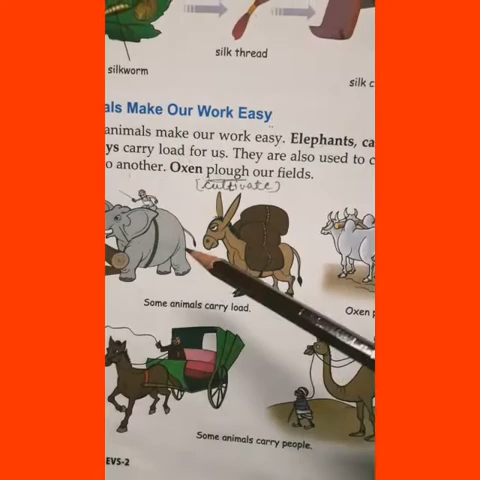 silk thread
silkworm
silk c
als Make Our Work Easy
animals make our work easy. Elephants, ca
ys carry load for us. They are also used to c
o another. Oxen plough our fields.
(cultivate)
Some animals carry load.
Oxen p
Some animals carry people.
EVS-2